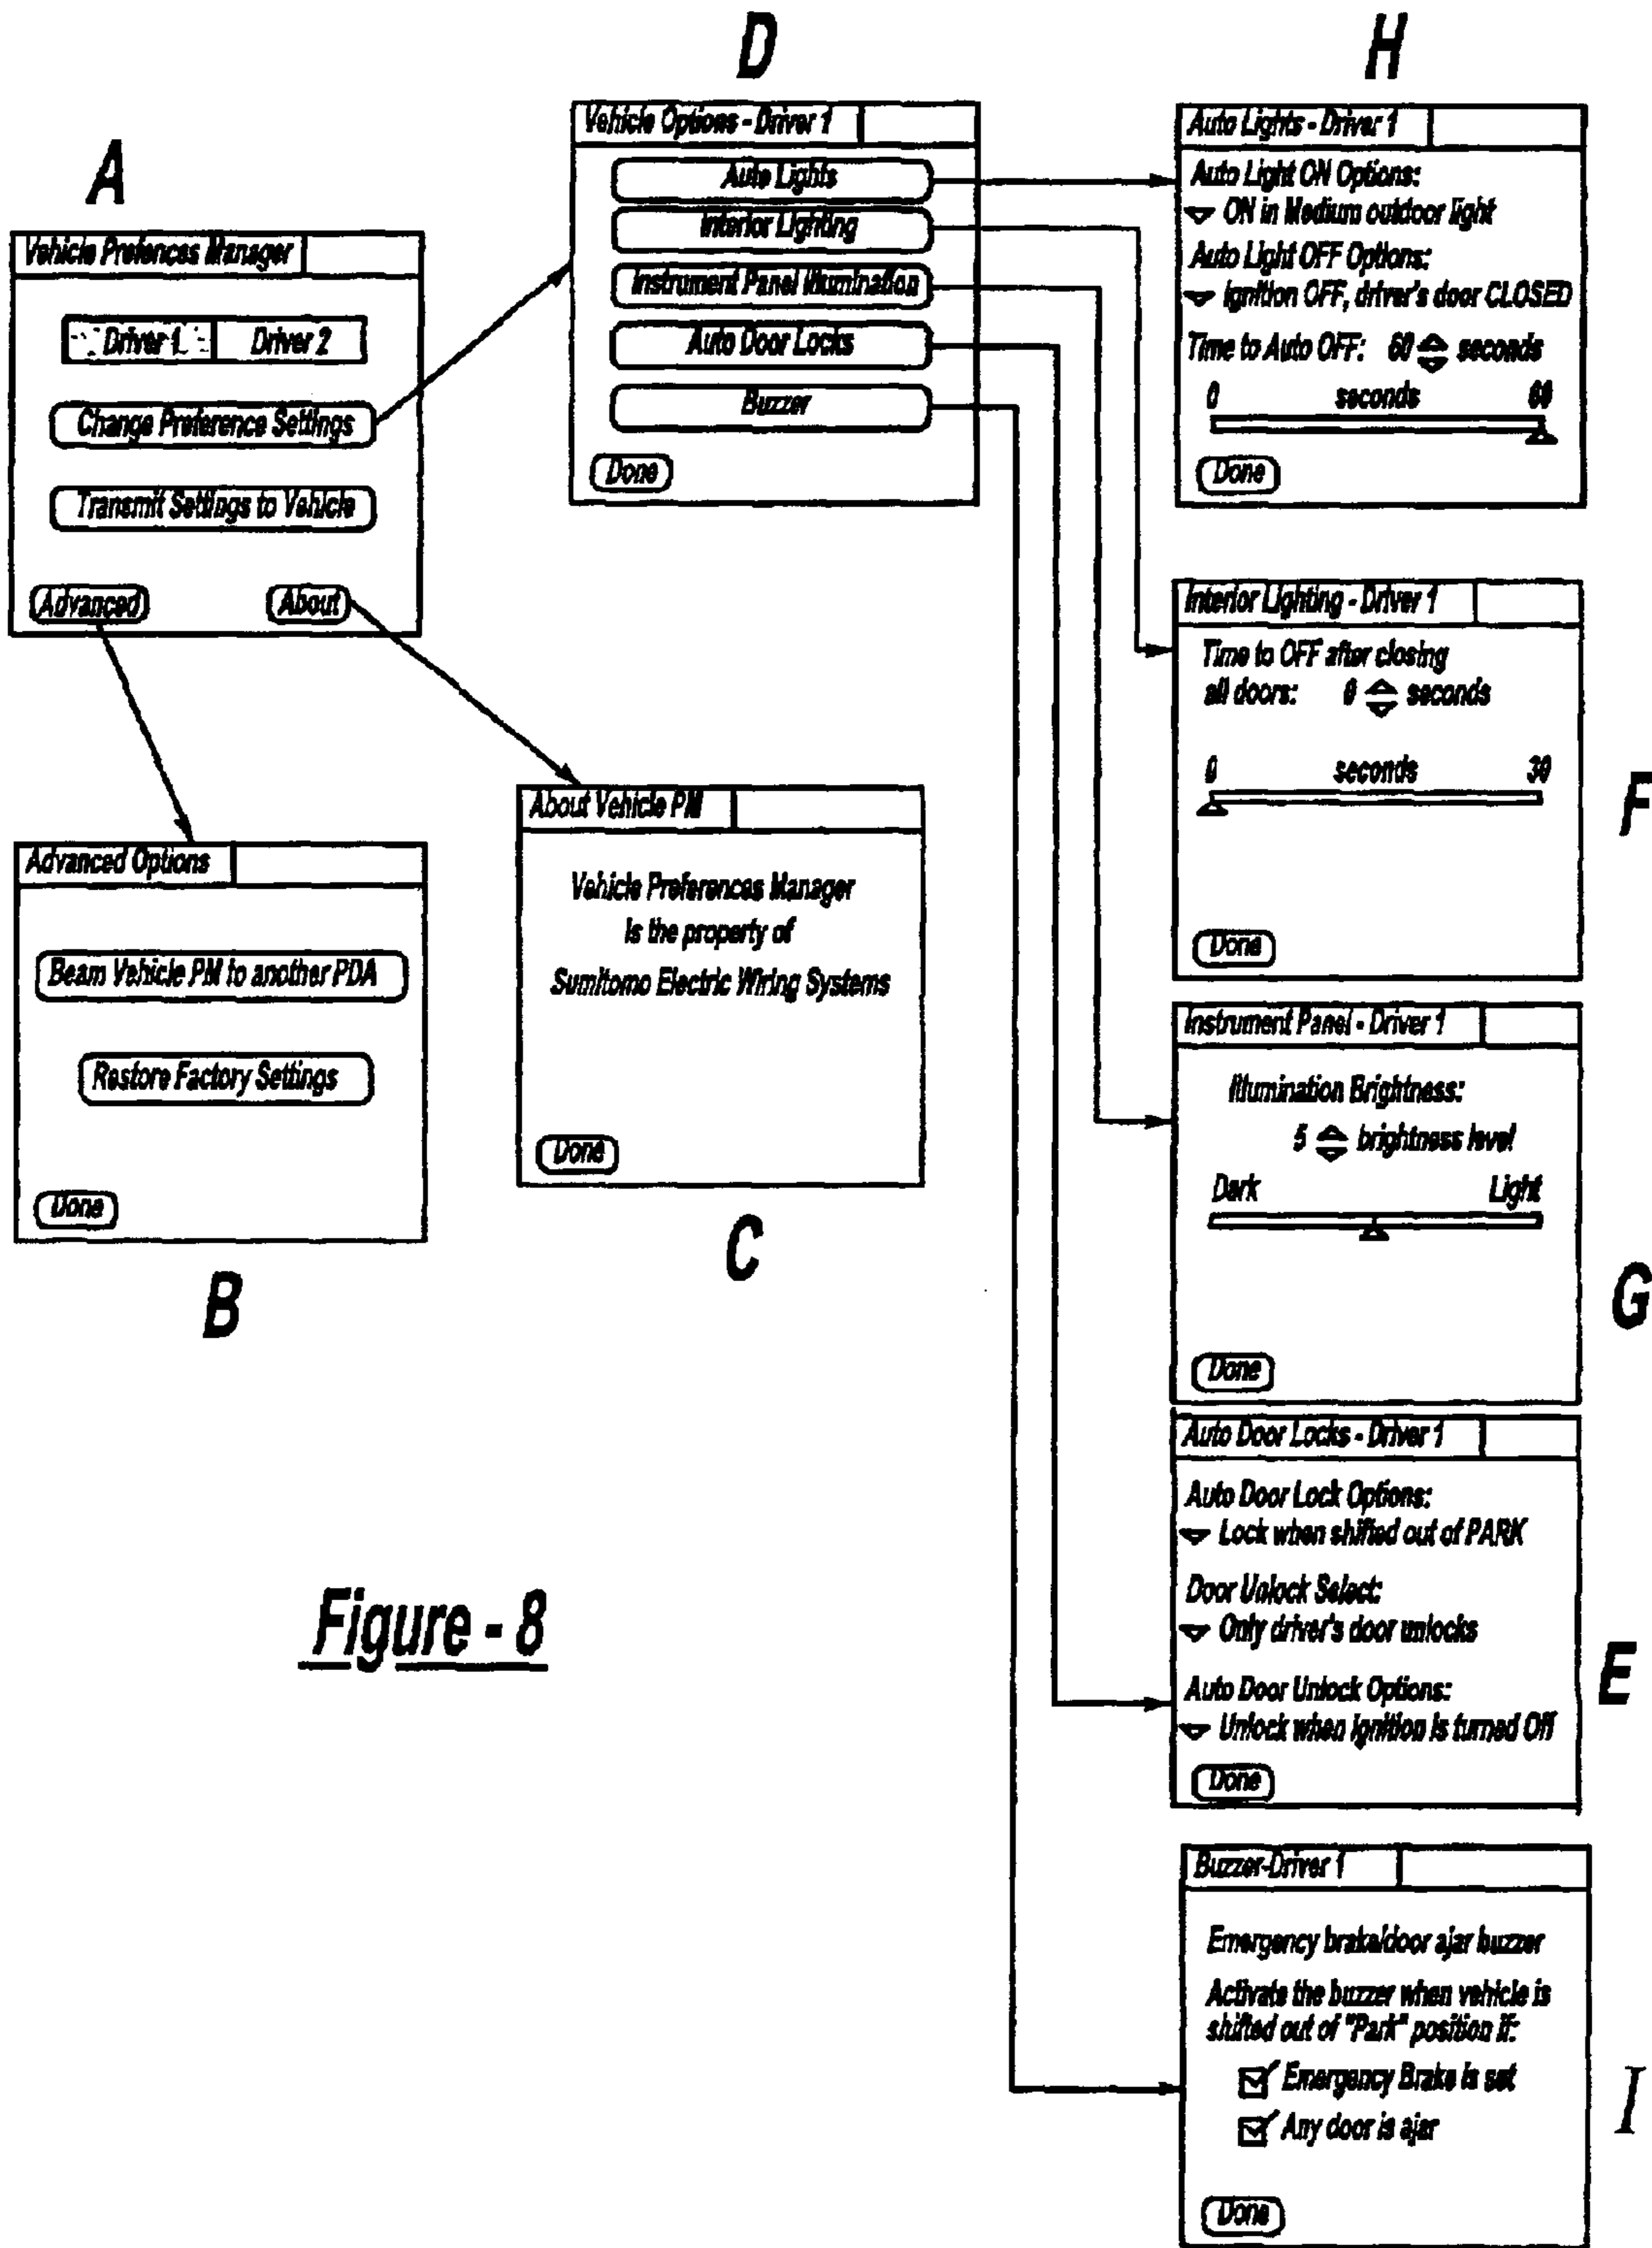 A
Vehicle Prefences Manager
Driver 1 Driver 2
Change Preference Settings
Transmit Settings to Vehicle
Advanced About
B
Advanced Options
Beam Vehicle PM to another PDA
Restore Factory Settings
Done
C
About Vehicle PM
Vehicle Preferences Manager
is the property of
Sumitomo Electric Wiring Systems
Done
D
Vehicle Options - Driver 1
Auto Lights
Interior Lighting
Instrument Panel Illumination
Auto Door Locks
Buzzer
Done
H
Auto Lights - Driver 1
Auto Light ON Options:
ON in Medium outdoor light
Auto Light OFF Options:
Ignition OFF, driver's door CLOSED
Time to Auto OFF: 60 seconds
0 seconds 60
Done
F
Interior Lighting - Driver 1
Time to OFF after closing
all doors: 0 seconds
0 seconds 30
Done
G
Instrument Panel - Driver 1
Illumination Brightness:
5 brightness level
Dark Light
Done
E
Auto Door Locks - Driver 1
Auto Door Lock Options:
Lock when shifted out of PARK
Door Unlock Select:
Only driver's door unlocks
Auto Door Unlock Options:
Unlock when ignition is turned Off
Done
I
Buzzer-Driver 1
Emergency brake/door ajar buzzer
Activate the buzzer when vehicle is
shifted out of "Park" position if:
Emergency Brake is set
Any door is ajar
Done
Figure - 8